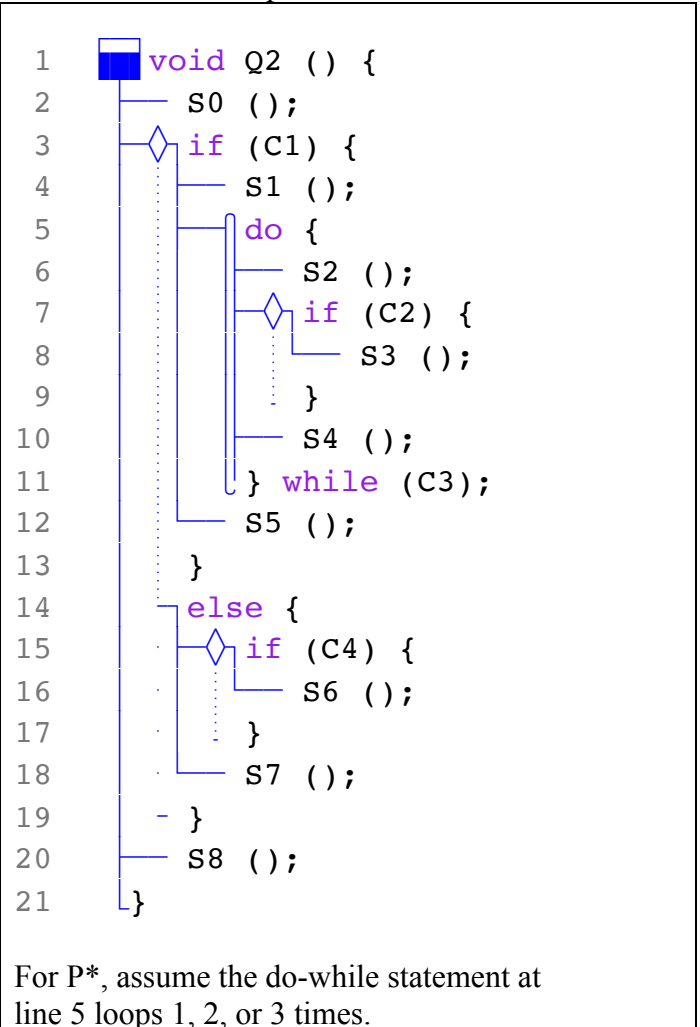 1 void Q2 () {
2 S0 ();
3 if (C1) {
4 S1 ();
5 do {
6 S2 ();
7 if (C2) {
8 S3 ();
9 }
10 S4 ();
11 } while (C3);
12 S5 ();
13 }
14 else {
15 if (C4) {
16 S6 ();
17 }
18 S7 ();
19 }
20 S8 ();
21 }
For P*, assume the do-while statement at
line 5 loops 1, 2, or 3 times.